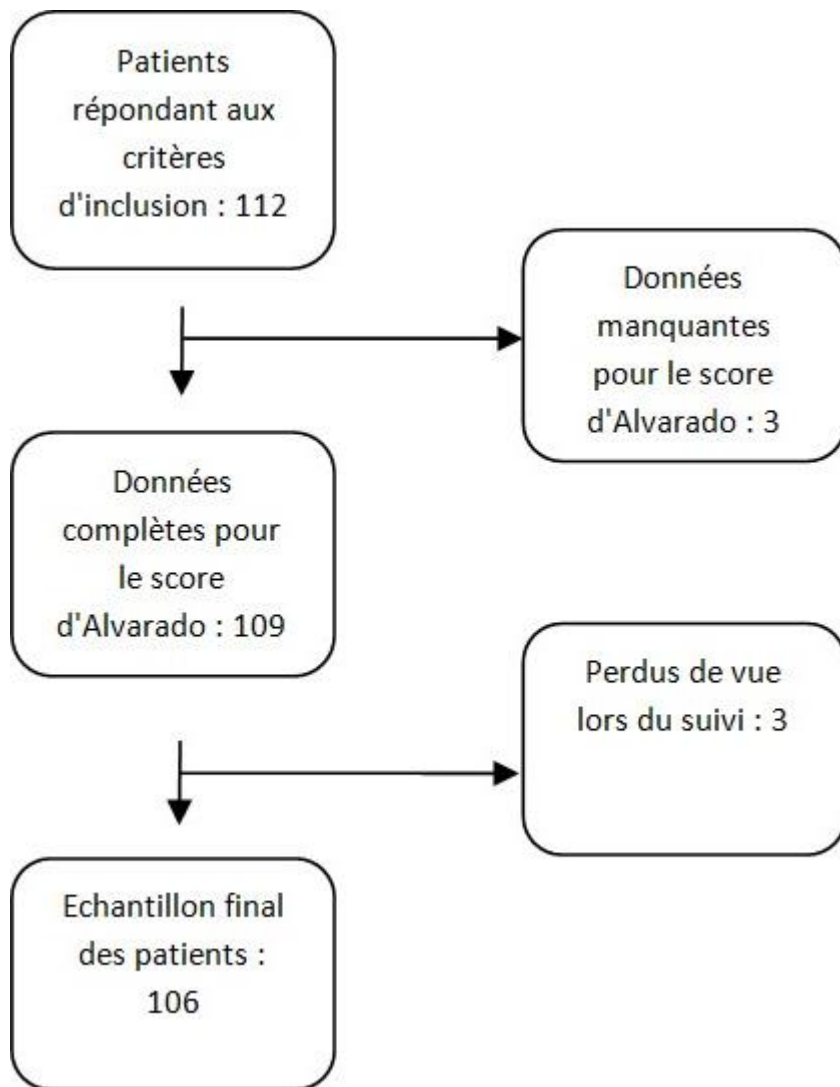 Patients
répondant aux
critères
d'inclusion : 112
Données
manquantes
pour le score
d'Alvarado : 3
Données
complètes pour
le score
d'Alvarado : 109
Perdus de vue
lors du suivi : 3
Echantillon final
des patients :
106